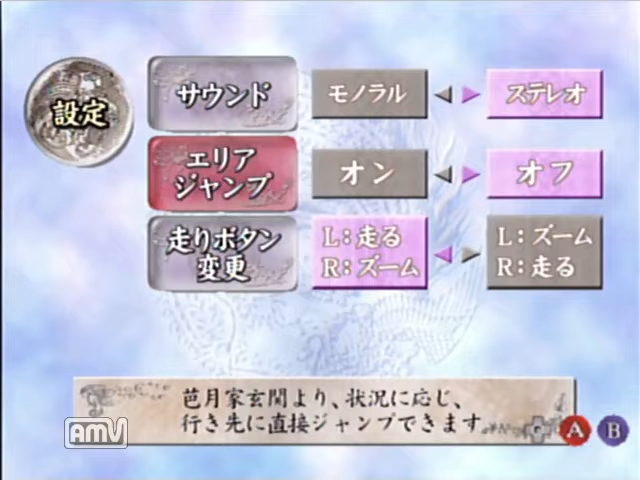 設定
サウンド
モノラル
ステレオ
エリア
ジャンプ
オン
オフ
走りボタン
変更
L:走る
R:ズーム
L:ズーム
R:走る
芭月家玄関より、状況に応じ、
行き先に直接ジャンプできます
AMV
A
B